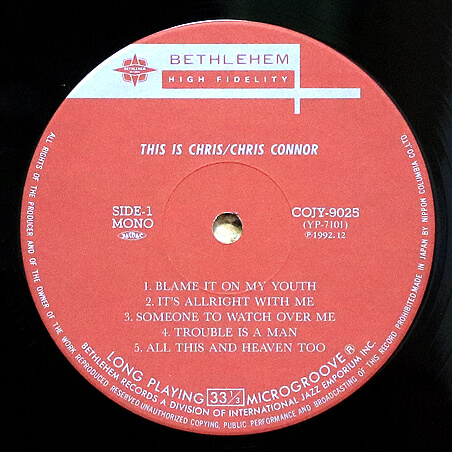 BETHLEHEM
BETHLEHEM
HIGH FIDELITY
THIS IS CHRIS/CHRIS CONNOR
SIDE-1
MONO
COJY-9025
(YP-7101)
℗1992.12
1. BLAME IT ON MY YOUTH
2. IT'S ALLRIGHT WITH ME
3. SOMEONE TO WATCH OVER ME
4. TROUBLE IS A MAN
5. ALL THIS AND HEAVEN TOO
LONG PLAYING 33 1/3 MICROGROOVE ®
BETHLEHEM RECORDS A DIVISION OF INTERNATIONAL JAZZ EMPORIUM INC.
ALL RIGHTS OF THE PRODUCER AND OF THE OWNER OF THE WORK REPRODUCED RESERVED.UNAUTHORIZED COPYING, PUBLIC PERFORMANCE AND BROADCASTING OF THIS RECORD PROHIBITED.MADE IN JAPAN BY NIPPON COLUMBIA CO.,LTD.